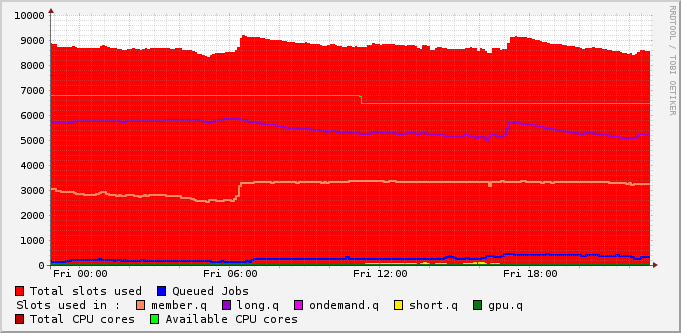 10000
9000
8000
7000
6000
5000
4000
3000
2000
1000
0
Fri 00:00 Fri 06:00 Fri 12:00 Fri 18:00
RRDTOOL / TOBI OETIKER
Total slots used Queued Jobs
Slots used in : member.q long.q ondemand.q short.q gpu.q
Total CPU cores Available CPU cores